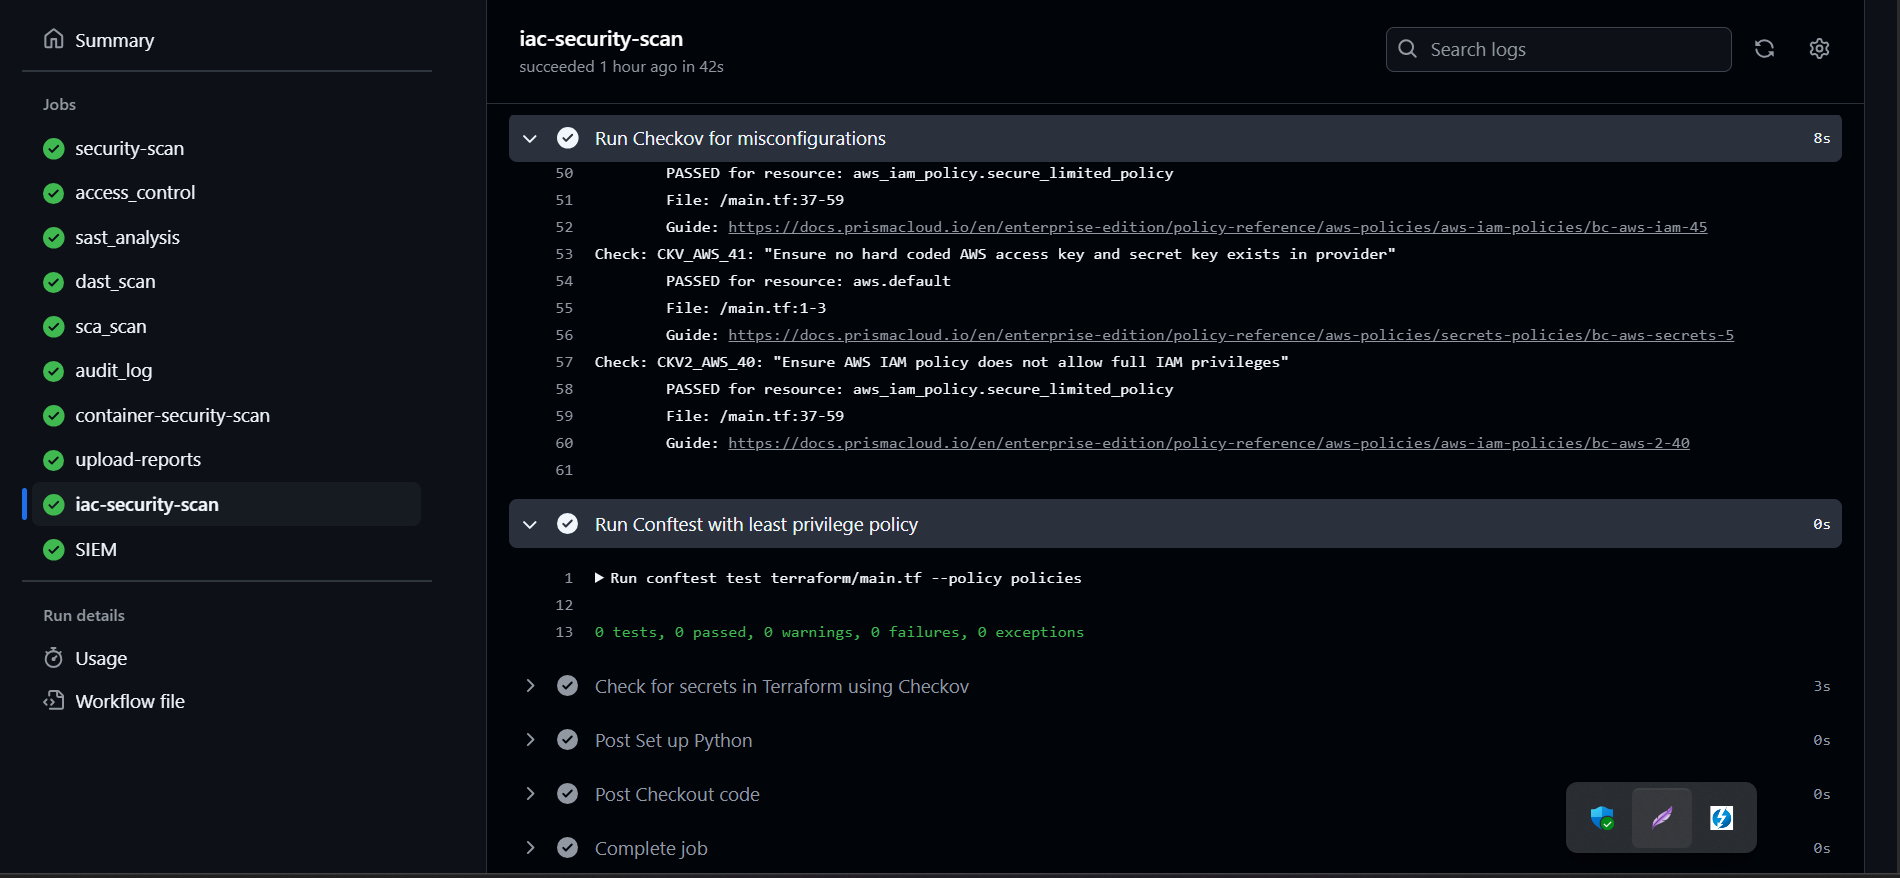 Summary
Jobs
security-scan
access_control
sast_analysis
dast_scan
sca_scan
audit_log
container-security-scan
upload-reports
iac-security-scan
SIEM
Run details
Usage
Workflow file
iac-security-scan
succeeded 1 hour ago in 42s
Search logs
Run Checkov for misconfigurations 8s
50 PASSED for resource: aws_iam_policy.secure_limited_policy
51 File: /main.tf:37-59
52 Guide: https://docs.prismacloud.io/en/enterprise-edition/policy-reference/aws-policies/aws-iam-policies/bc-aws-iam-45
53 Check: CKV_AWS_41: "Ensure no hard coded AWS access key and secret key exists in provider"
54 PASSED for resource: aws.default
55 File: /main.tf:1-3
56 Guide: https://docs.prismacloud.io/en/enterprise-edition/policy-reference/aws-policies/secrets-policies/bc-aws-secrets-5
57 Check: CKV2_AWS_40: "Ensure AWS IAM policy does not allow full IAM privileges"
58 PASSED for resource: aws_iam_policy.secure_limited_policy
59 File: /main.tf:37-59
60 Guide: https://docs.prismacloud.io/en/enterprise-edition/policy-reference/aws-policies/aws-iam-policies/bc-aws-2-40
61
Run Conftest with least privilege policy 0s
1 Run conftest test terraform/main.tf --policy policies
12
13 0 tests, 0 passed, 0 warnings, 0 failures, 0 exceptions
Check for secrets in Terraform using Checkov 3s
Post Set up Python 0s
Post Checkout code 0s
Complete job 0s